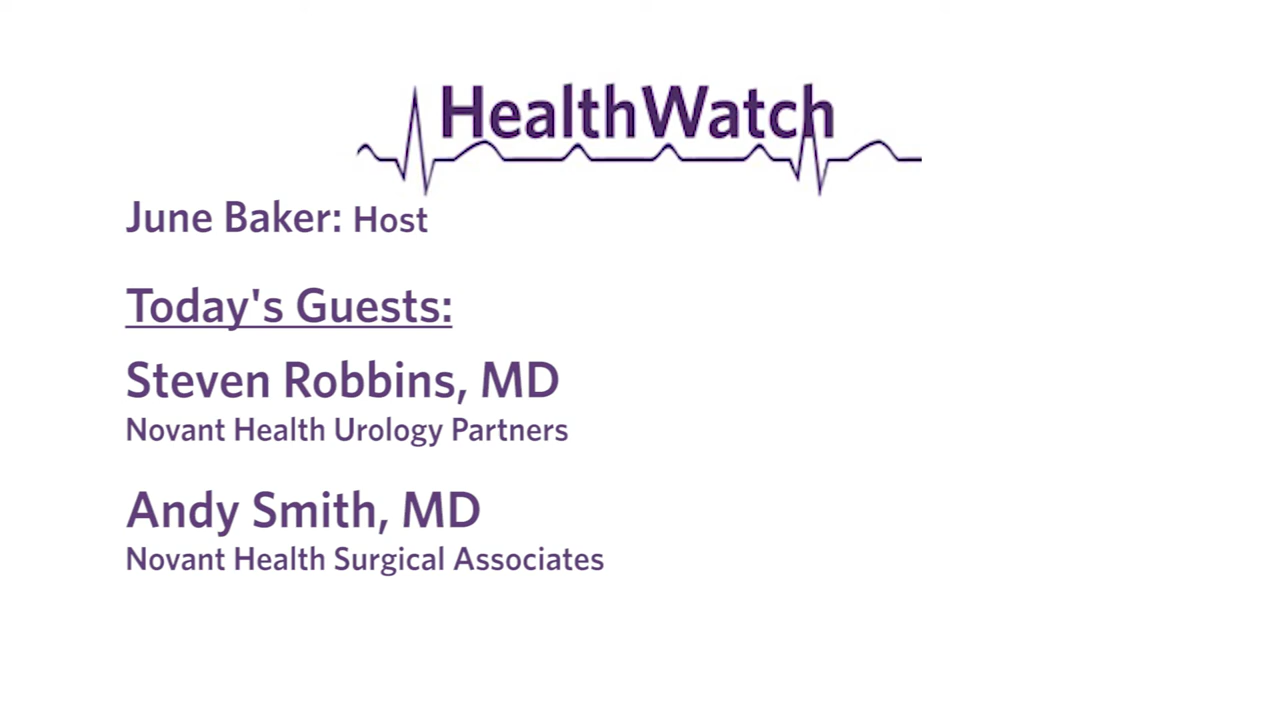 HealthWatch
June Baker: Host
Today's Guests:
Steven Robbins, MD
Novant Health Urology Partners
Andy Smith, MD
Novant Health Surgical Associates